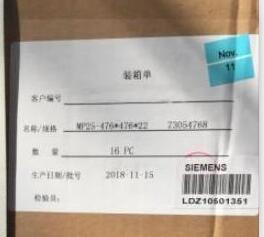 Nov.
11
装箱单
客户编号
名称/规格 MP25-476*476*22 73054768
数 量 16 PC
生产日期/批号 2018-11-15
检验员:
SIEMENS
LDZ10501351